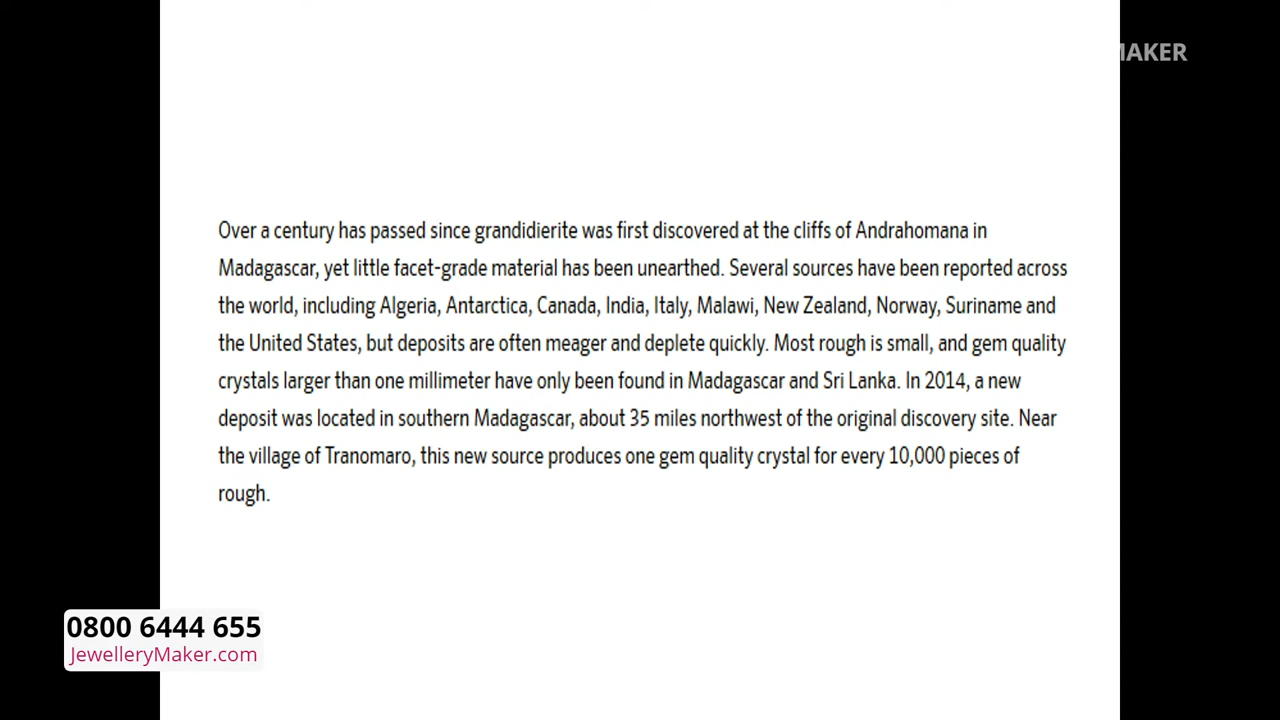 MAKER
Over a century has passed since grandidierite was first discovered at the cliffs of Andrahomana in
Madagascar, yet little facet-grade material has been unearthed. Several sources have been reported across
the world, including Algeria, Antarctica, Canada, India, Italy, Malawi, New Zealand, Norway, Suriname and
the United States, but deposits are often meager and deplete quickly. Most rough is small, and gem quality
crystals larger than one millimeter have only been found in Madagascar and Sri Lanka. In 2014, a new
deposit was located in southern Madagascar, about 35 miles northwest of the original discovery site. Near
the village of Tranomaro, this new source produces one gem quality crystal for every 10,000 pieces of
rough.
0800 6444 655
JewelleryMaker.com